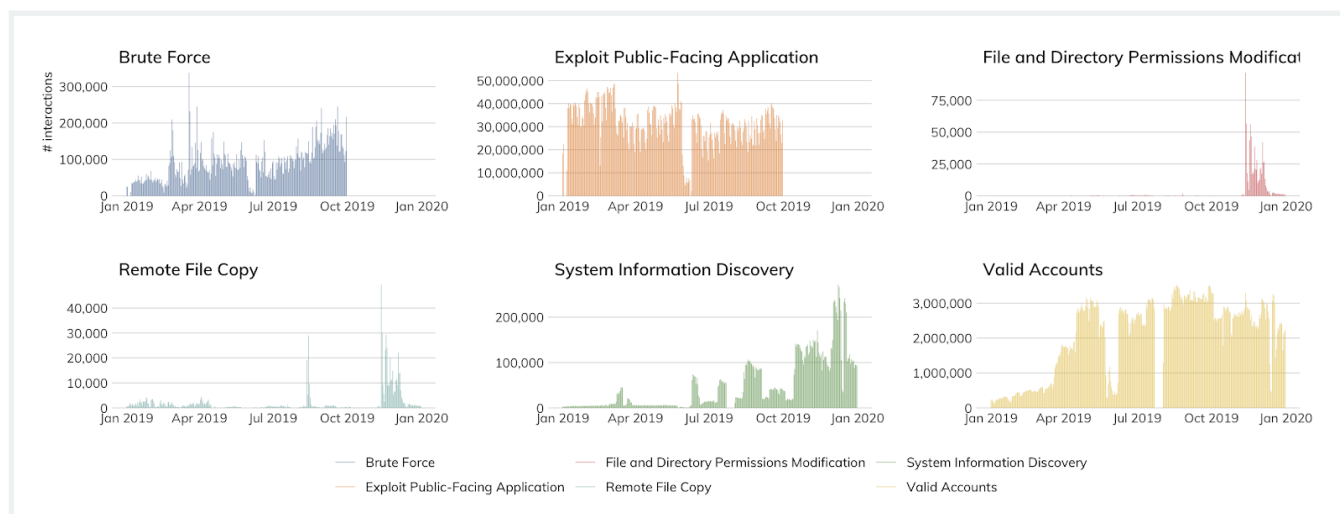 Brute Force
# interactions
300,000
200,000
100,000
0
Jan 2019 Apr 2019 Jul 2019 Oct 2019 Jan 2020
Exploit Public-Facing Application
50,000,000
40,000,000
30,000,000
20,000,000
10,000,000
0
Jan 2019 Apr 2019 Jul 2019 Oct 2019 Jan 2020
File and Directory Permissions Modificat
75,000
50,000
25,000
0
Jan 2019 Apr 2019 Jul 2019 Oct 2019 Jan 2020
Remote File Copy
40,000
30,000
20,000
10,000
0
Jan 2019 Apr 2019 Jul 2019 Oct 2019 Jan 2020
System Information Discovery
200,000
100,000
0
Jan 2019 Apr 2019 Jul 2019 Oct 2019 Jan 2020
Valid Accounts
3,000,000
2,000,000
1,000,000
0
Jan 2019 Apr 2019 Jul 2019 Oct 2019 Jan 2020
Brute Force
File and Directory Permissions Modification
System Information Discovery
Exploit Public-Facing Application
Remote File Copy
Valid Accounts